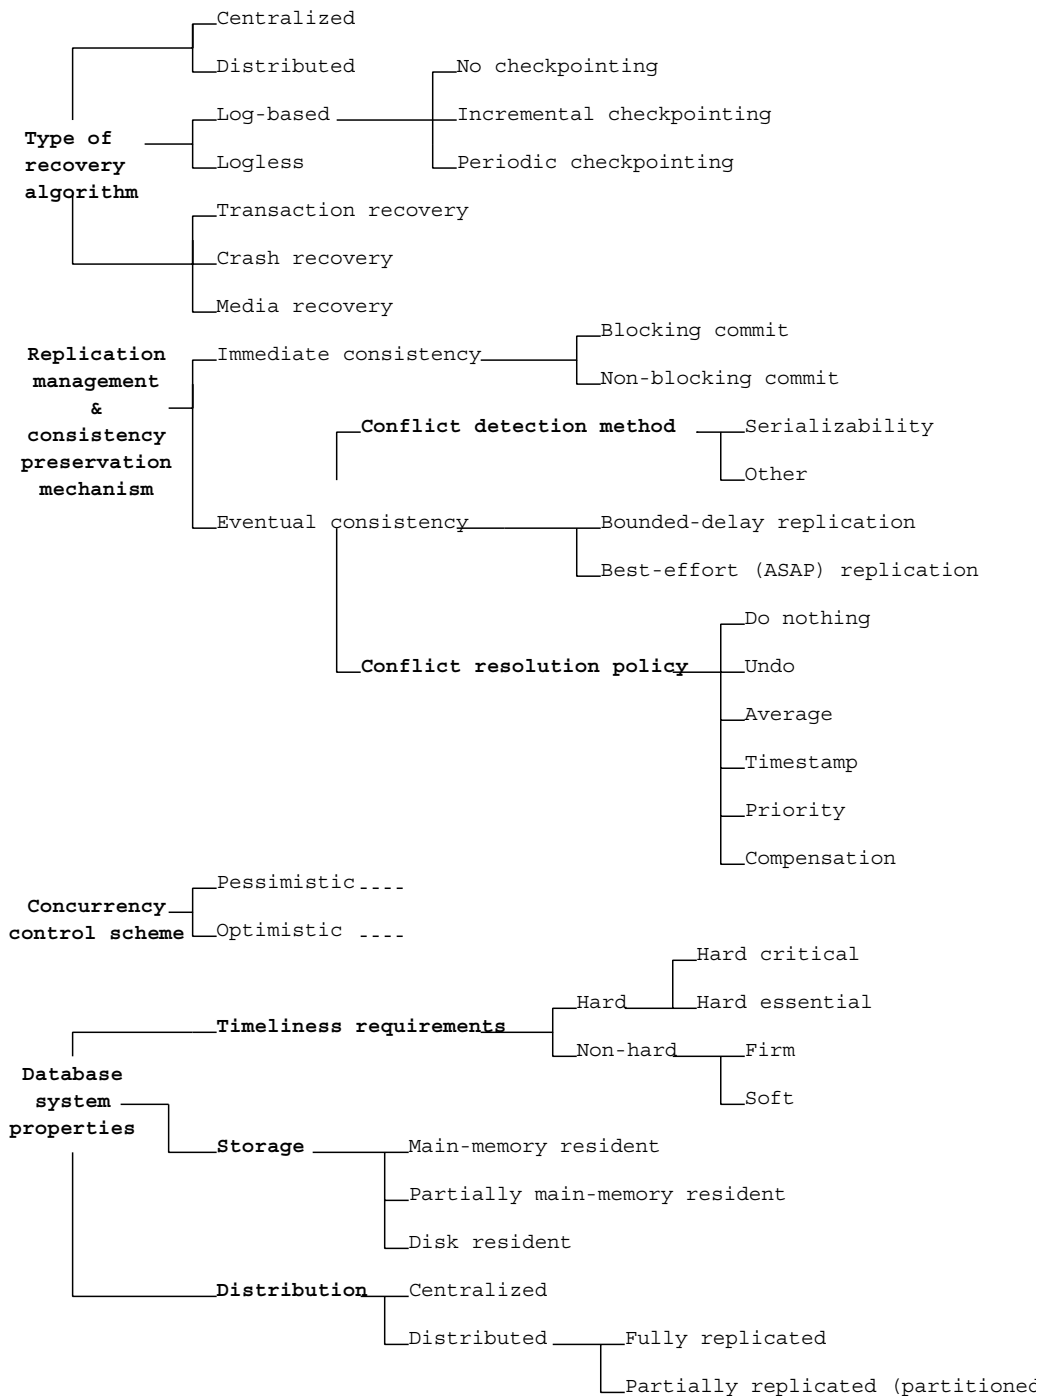 Centralized
Distributed
No checkpointing
Log-based
Incremental checkpointing
Type of
recovery
algorithm
Logless
Periodic checkpointing
Transaction recovery
Crash recovery
Media recovery
Blocking commit
Replication
management
&
consistency
preservation
mechanism
Immediate consistency
Non-blocking commit
Conflict detection method
Serializability
Other
Eventual consistency
Bounded-delay replication
Best-effort (ASAP) replication
Do nothing
Conflict resolution policy
Undo
Average
Timestamp
Priority
Compensation
Concurrency
control scheme
Pessimistic ----
Optimistic ----
Hard critical
Hard
Hard essential
Timeliness requirements
Non-hard
Firm
Soft
Database
system
properties
Storage
Main-memory resident
Partially main-memory resident
Disk resident
Distribution
Centralized
Distributed
Fully replicated
Partially replicated (partitioned